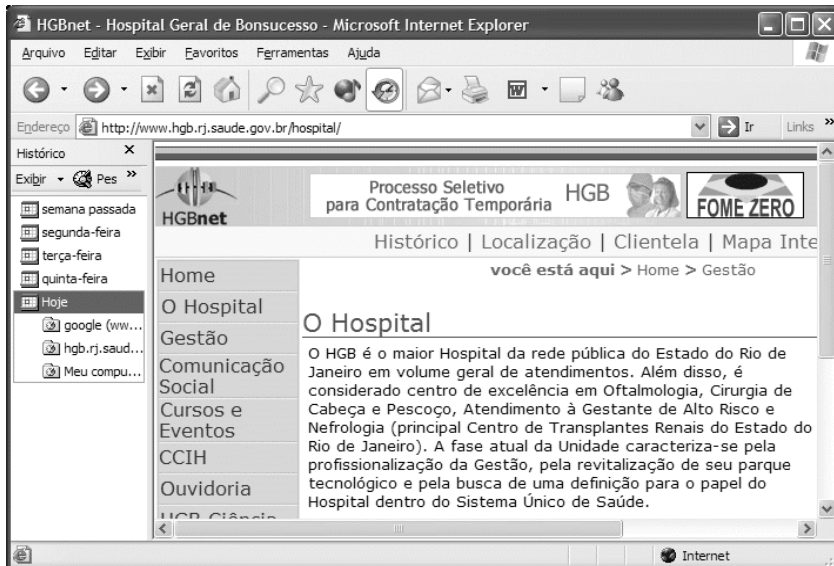 HGBnet - Hospital Geral de Bonsucesso - Microsoft Internet Explorer
Arquivo Editar Exibir Favoritos Ferramentas Ajuda
Endereço http://www.hgb.rj.saude.gov.br/hospital/ Ir Links »
Histórico ×
Exibir Pes »
semana passada
segunda-feira
terça-feira
quinta-feira
Hoje
google (ww...
hgb.rj.saud...
Meu compu...
HGBnet
Processo Seletivo
para Contratação Temporária
HGB
FOME ZERO
Histórico | Localização | Clientela | Mapa Inte
você está aqui > Home > Gestão
Home
O Hospital
Gestão
Comunicação
Social
Cursos e
Eventos
CCIH
Ouvidoria
HGB Ciência
O Hospital
O HGB é o maior Hospital da rede pública do Estado do Rio de
Janeiro em volume geral de atendimentos. Além disso, é
considerado centro de excelência em Oftalmologia, Cirurgia de
Cabeça e Pescoço, Atendimento à Gestante de Alto Risco e
Nefrologia (principal Centro de Transplantes Renais do Estado do
Rio de Janeiro). A fase atual da Unidade caracteriza-se pela
profissionalização da Gestão, pela revitalização de seu parque
tecnológico e pela busca de uma definição para o papel do
Hospital dentro do Sistema Único de Saúde.
Internet